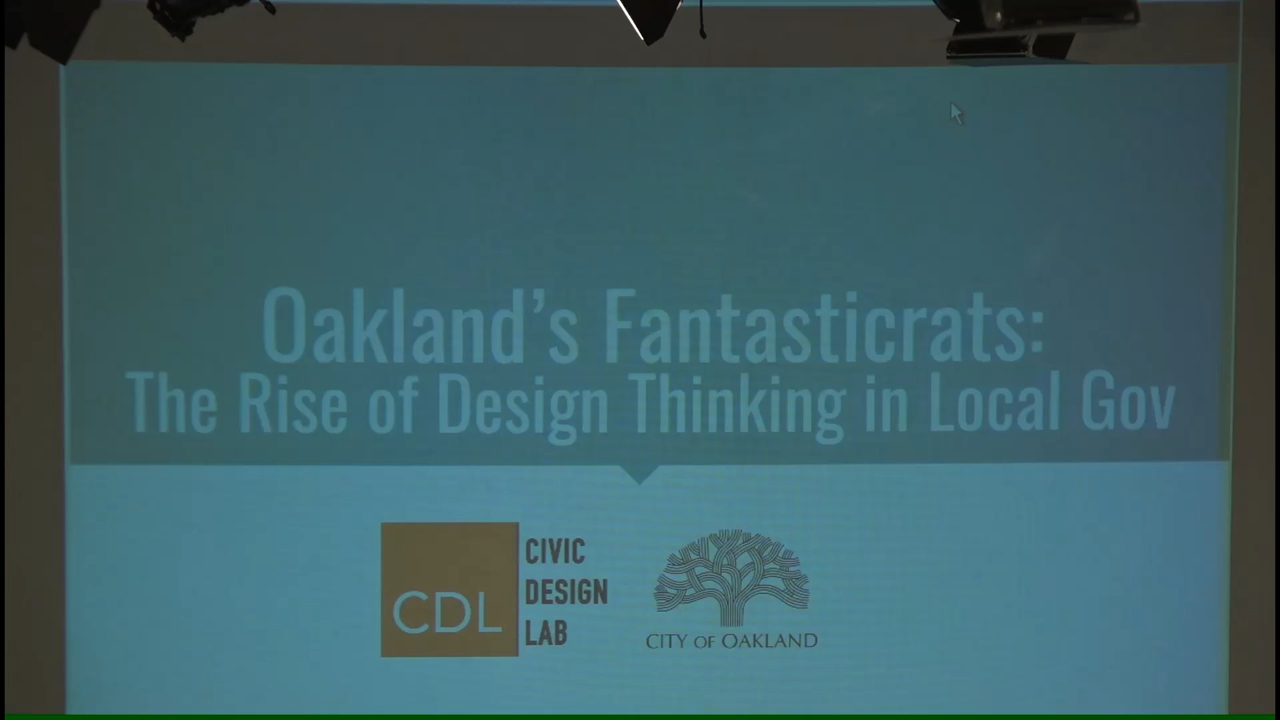 Oakland's Fantasticrats:
The Rise of Design Thinking in Local Gov
CDL
CIVIC
DESIGN
LAB
CITY OF OAKLAND